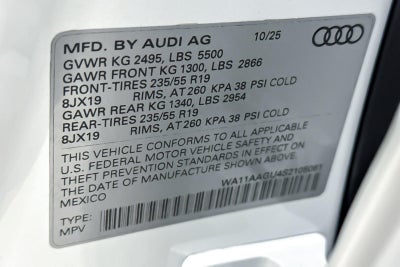 MFD. BY AUDI AG 10/25
GVWR KG 2495, LBS 5500
GAWR FRONT KG 1300, LBS 2866
FRONT-TIRES 235/55 R19
8JX19 RIMS, AT 260 KPA 38 PSI COLD
GAWR REAR KG 1340, LBS 2954
REAR-TIRES 235/55 R19
8JX19 RIMS, AT 260 KPA 38 PSI COLD
THIS VEHICLE CONFORMS TO ALL APPLICABLE
U.S. FEDERAL MOTOR VEHICLE SAFETY AND
THEFT PREVENTION STANDARDS IN EFFECT ON
THE DATE OF MANUFACTURE SHOWN ABOVE.
MEXICO WA11AAGU4S2105061
TYPE:
MPV